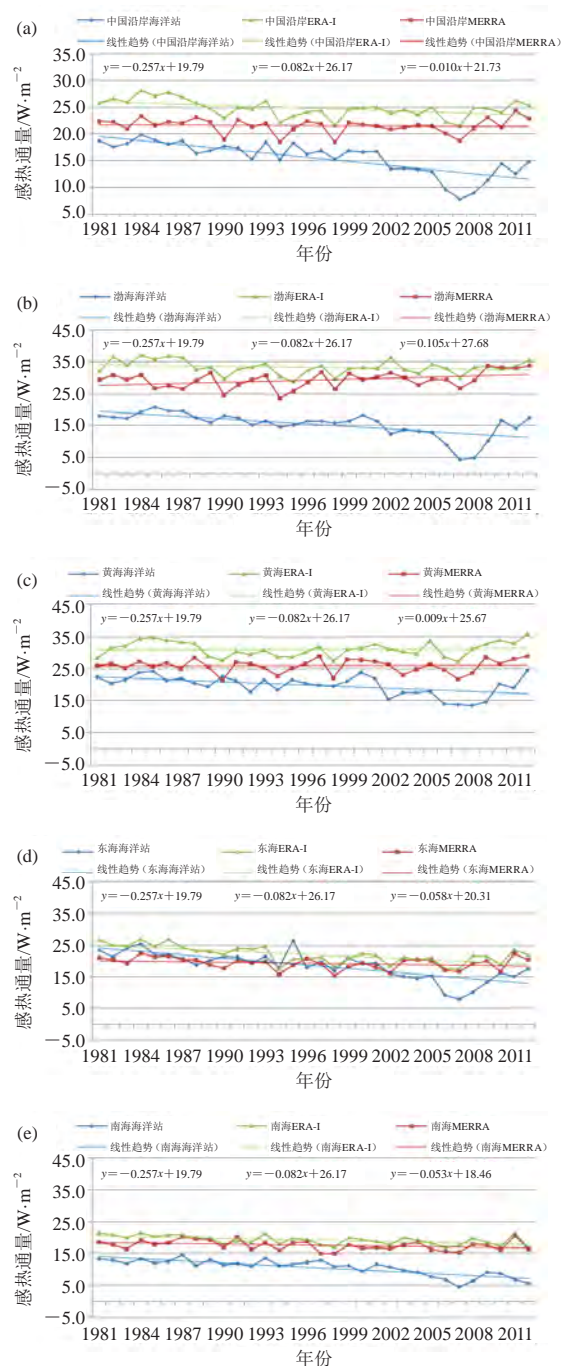 (a)
中国沿岸海洋站 中国沿岸ERA-I 中国沿岸MERRA
线性趋势（中国沿岸海洋站） 线性趋势（中国沿岸ERA-I） 线性趋势（中国沿岸MERRA）
y=−0.257x+19.79 y=−0.082x+26.17 y=−0.010x+21.73
感热通量/W·m⁻²
35.0
30.0
25.0
20.0
15.0
10.0
5.0
1981 1984 1987 1990 1993 1996 1999 2002 2005 2008 2011
年份
(b)
渤海海洋站 渤海ERA-I 渤海MERRA
线性趋势（渤海海洋站） 线性趋势（渤海ERA-I） 线性趋势（渤海MERRA）
y=−0.257x+19.79 y=−0.082x+26.17 y=0.105x+27.68
感热通量/W·m⁻²
45.0
35.0
25.0
15.0
5.0
−5.0
1981 1984 1987 1990 1993 1996 1999 2002 2005 2008 2011
年份
(c)
黄海海洋站 黄海ERA-I 黄海MERRA
线性趋势（黄海海洋站） 线性趋势（黄海ERA-I） 线性趋势（黄海MERRA）
y=−0.257x+19.79 y=−0.082x+26.17 y=0.009x+25.67
感热通量/W·m⁻²
45.0
35.0
25.0
15.0
−5.0
1981 1984 1987 1990 1993 1996 1999 2002 2005 2008 2011
年份
(d)
东海海洋站 东海ERA-I 东海MERRA
线性趋势（东海海洋站） 线性趋势（东海ERA-I） 线性趋势（东海MERRA）
y=−0.257x+19.79 y=−0.082x+26.17 y=−0.058x+20.31
感热通量/W·m⁻²
45.0
35.0
25.0
15.0
5.0
−5.0
1981 1984 1987 1990 1993 1996 1999 2002 2005 2008 2011
年份
(e)
南海海洋站 南海ERA-I 南海MERRA
线性趋势（南海海洋站） 线性趋势（南海ERA-I） 线性趋势（南海MERRA）
y=−0.257x+19.79 y=−0.082x+26.17 y=−0.053x+18.46
感热通量/W·m⁻²
45.0
35.0
25.0
15.0
5.0
−5.0
1981 1984 1987 1990 1993 1996 1999 2002 2005 2008 2011
年份